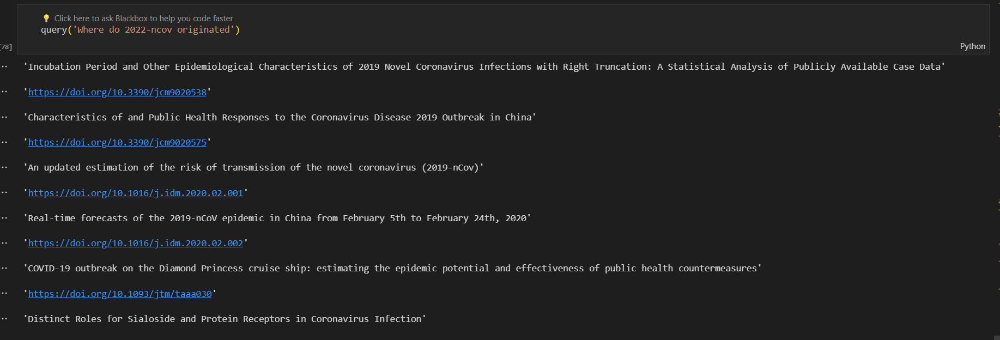 💡 Click here to ask Blackbox to help you code faster
query('Where do 2022-ncov originated')
[78]
Python
'Incubation Period and Other Epidemiological Characteristics of 2019 Novel Coronavirus Infections with Right Truncation: A Statistical Analysis of Publicly Available Case Data'
'https://doi.org/10.3390/jcm9020538'
'Characteristics of and Public Health Responses to the Coronavirus Disease 2019 Outbreak in China'
'https://doi.org/10.3390/jcm9020575'
'An updated estimation of the risk of transmission of the novel coronavirus (2019-nCov)'
'https://doi.org/10.1016/j.idm.2020.02.001'
'Real-time forecasts of the 2019-nCoV epidemic in China from February 5th to February 24th, 2020'
'https://doi.org/10.1016/j.idm.2020.02.002'
'COVID-19 outbreak on the Diamond Princess cruise ship: estimating the epidemic potential and effectiveness of public health countermeasures'
'https://doi.org/10.1093/jtm/taaa030'
'Distinct Roles for Sialoside and Protein Receptors in Coronavirus Infection'